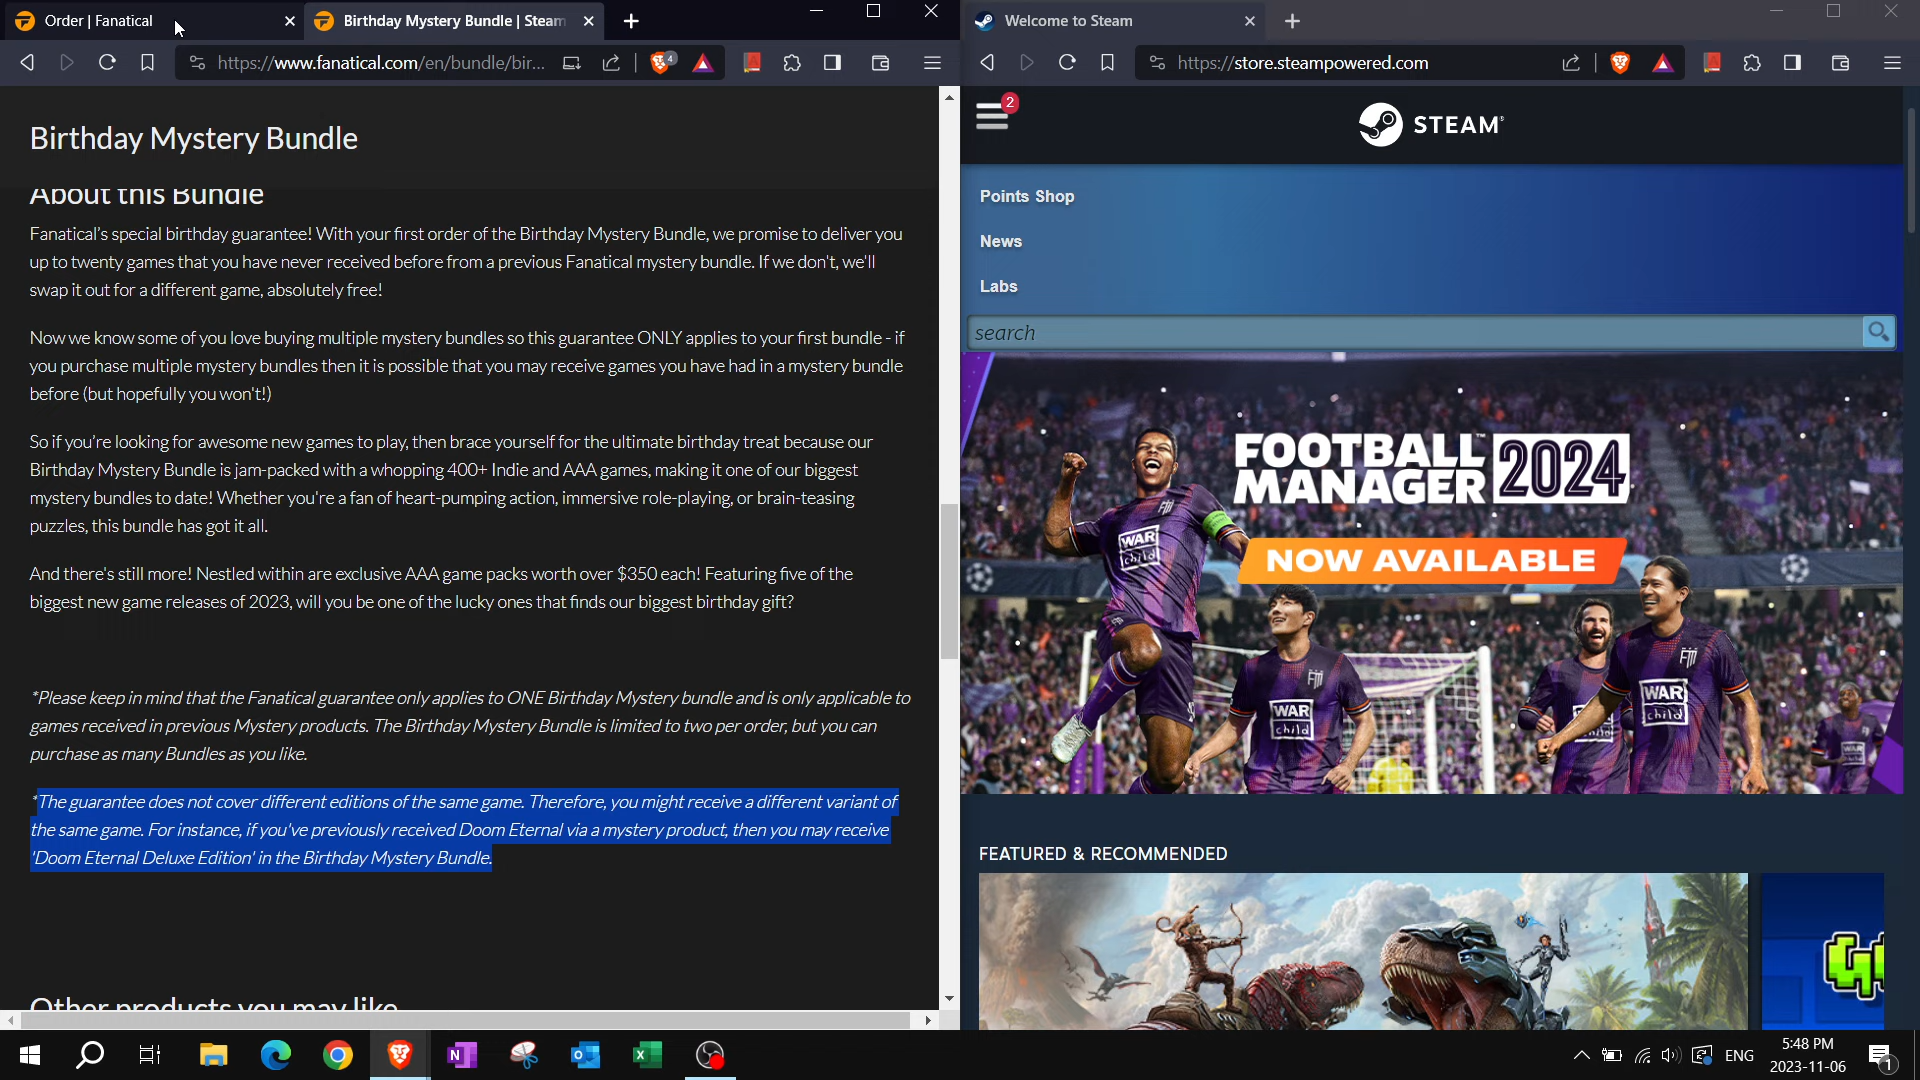 Order | Fanatical
Birthday Mystery Bundle | Steam
https://www.fanatical.com/en/bundle/bir...
4
Birthday Mystery Bundle
About this Bundle
Fanatical's special birthday guarantee! With your first order of the Birthday Mystery Bundle, we promise to deliver you
up to twenty games that you have never received before from a previous Fanatical mystery bundle. If we don't, we'll
swap it out for a different game, absolutely free!
Now we know some of you love buying multiple mystery bundles so this guarantee ONLY applies to your first bundle - if
you purchase multiple mystery bundles then it is possible that you may receive games you have had in a mystery bundle
before (but hopefully you won't!)
So if you're looking for awesome new games to play, then brace yourself for the ultimate birthday treat because our
Birthday Mystery Bundle is jam-packed with a whopping 400+ Indie and AAA games, making it one of our biggest
mystery bundles to date! Whether you're a fan of heart-pumping action, immersive role-playing, or brain-teasing
puzzles, this bundle has got it all.
And there's still more! Nestled within are exclusive AAA game packs worth over $350 each! Featuring five of the
biggest new game releases of 2023, will you be one of the lucky ones that finds our biggest birthday gift?
*Please keep in mind that the Fanatical guarantee only applies to ONE Birthday Mystery bundle and is only applicable to
games received in previous Mystery products. The Birthday Mystery Bundle is limited to two per order, but you can
purchase as many Bundles as you like.
*The guarantee does not cover different editions of the same game. Therefore, you might receive a different variant of
the same game. For instance, if you've previously received Doom Eternal via a mystery product, then you may receive
'Doom Eternal Deluxe Edition' in the Birthday Mystery Bundle.
Other products you may like
Welcome to Steam
https://store.steampowered.com
2
STEAM®
Points Shop
News
Labs
search
FOOTBALL
MANAGER 2024
™
NOW AVAILABLE
WAR
child
WAR
child
WAR
child
FEATURED & RECOMMENDED
ENG
5:48 PM
2023-11-06
1